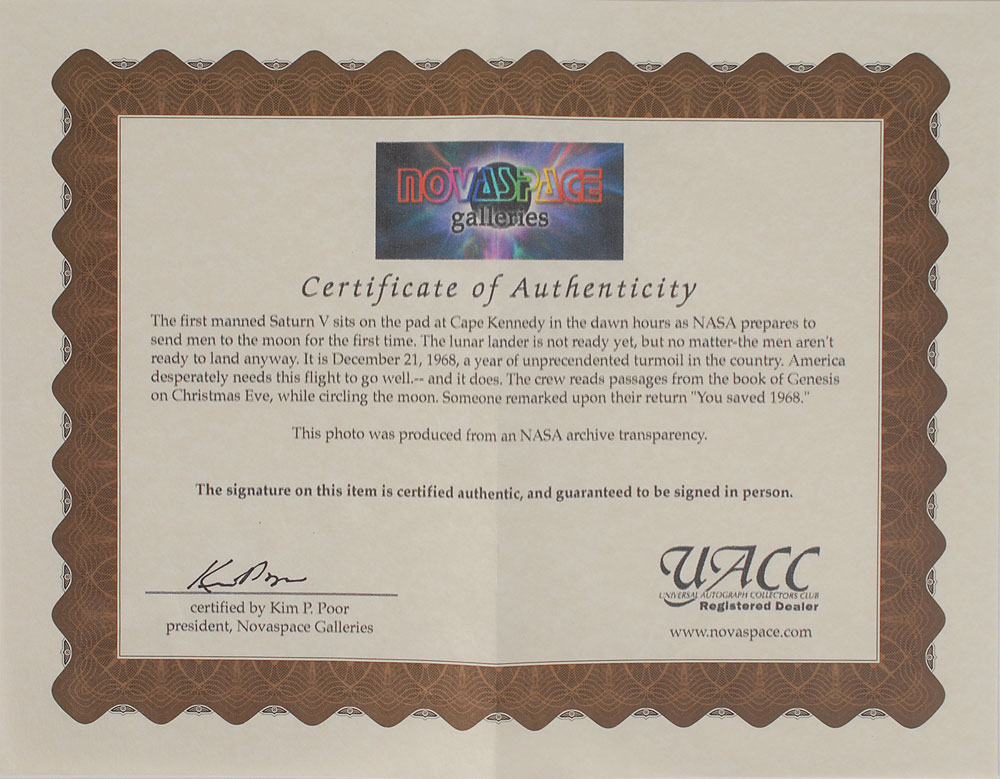 NOVASPACE
galleries
Certificate of Authenticity
The first manned Saturn V sits on the pad at Cape Kennedy in the dawn hours as NASA prepares to
send men to the moon for the first time. The lunar lander is not ready yet, but no matter-the men aren't
ready to land anyway. It is December 21, 1968, a year of unprecendented turmoil in the country. America
desperately needs this flight to go well.-- and it does. The crew reads passages from the book of Genesis
on Christmas Eve, while circling the moon. Someone remarked upon their return "You saved 1968."
This photo was produced from an NASA archive transparency.
The signature on this item is certified authentic, and guaranteed to be signed in person.
Kim Poor
certified by Kim P. Poor
president, Novaspace Galleries
UACC
UNIVERSAL AUTOGRAPH COLLECTORS CLUB
Registered Dealer
www.novaspace.com